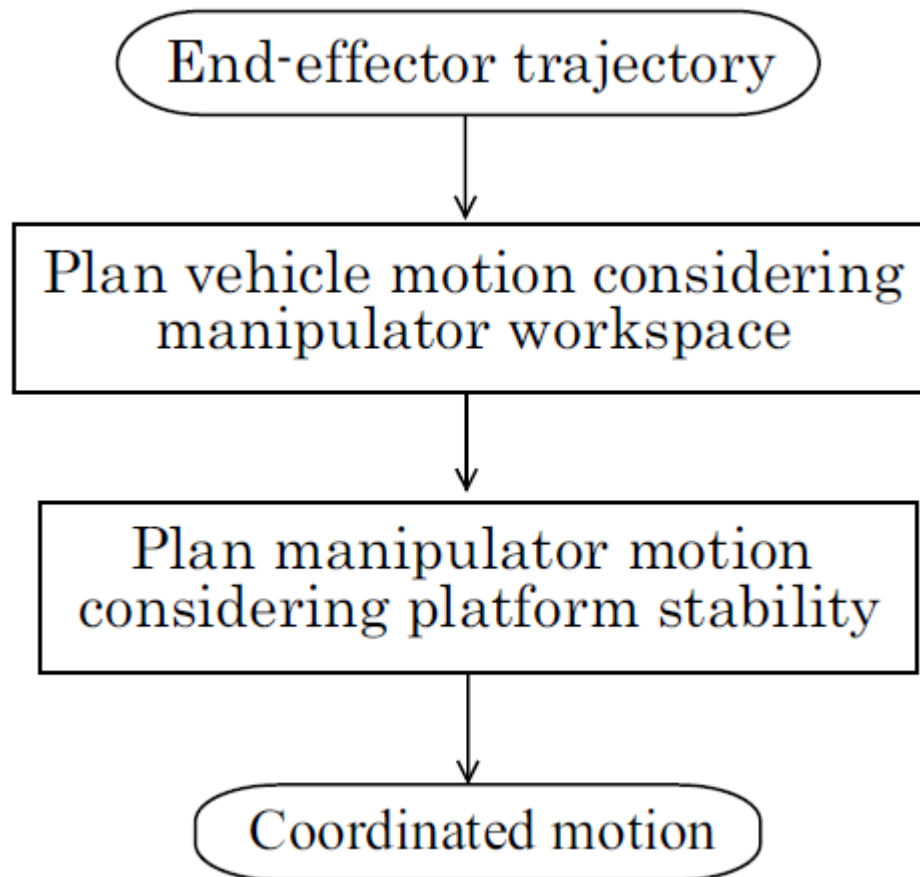 End-effector trajectory
Plan vehicle motion considering
manipulator workspace
Plan manipulator motion
considering platform stability
Coordinated motion